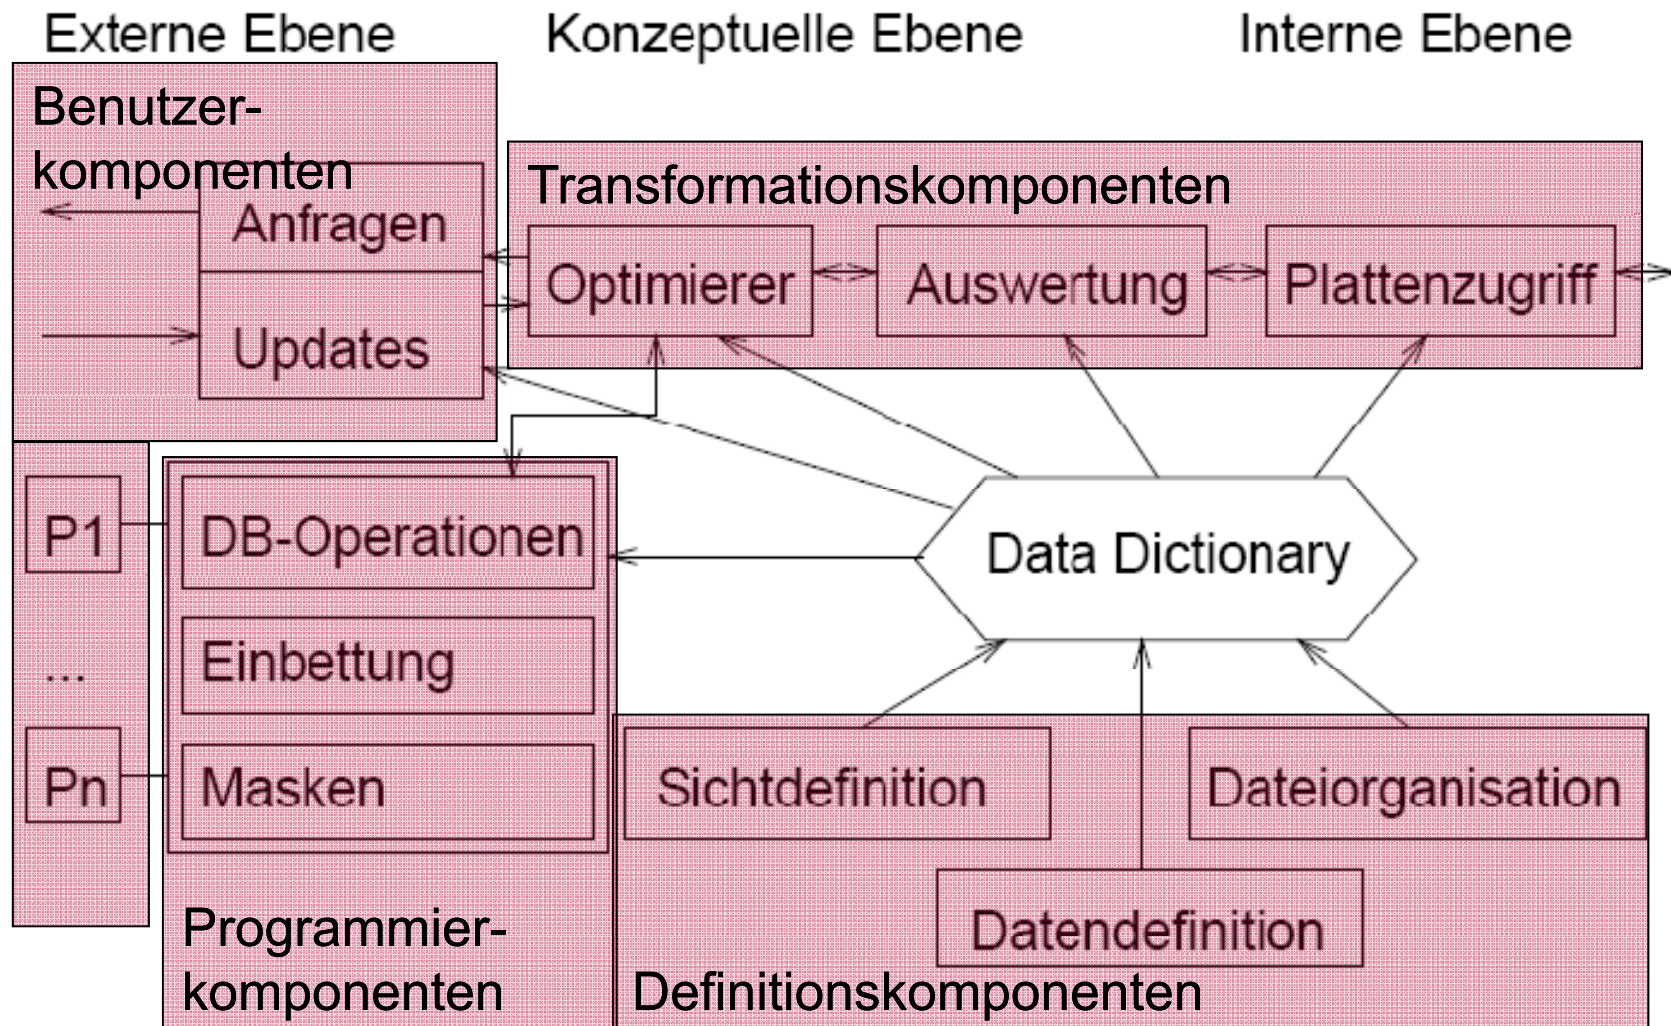 Externe Ebene
Konzeptuelle Ebene
Interne Ebene
Benutzer-
komponenten
Anfragen
Updates
Transformationskomponenten
Optimierer
Auswertung
Plattenzugriff
P1
...
Pn
DB-Operationen
Einbettung
Masken
Programmier-
komponenten
Data Dictionary
Sichtdefinition
Dateiorganisation
Datendefinition
Definitionskomponenten